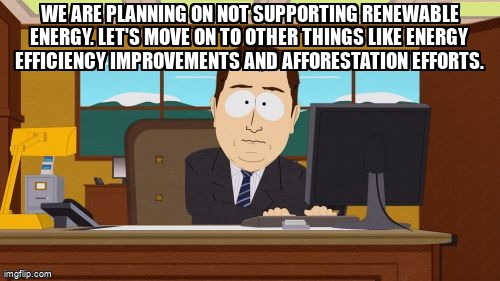 WE ARE PLANNING ON NOT SUPPORTING RENEWABLE
ENERGY. LET'S MOVE ON TO OTHER THINGS LIKE ENERGY
EFFICIENCY IMPROVEMENTS AND AFFORESTATION EFFORTS.
imgflip.com